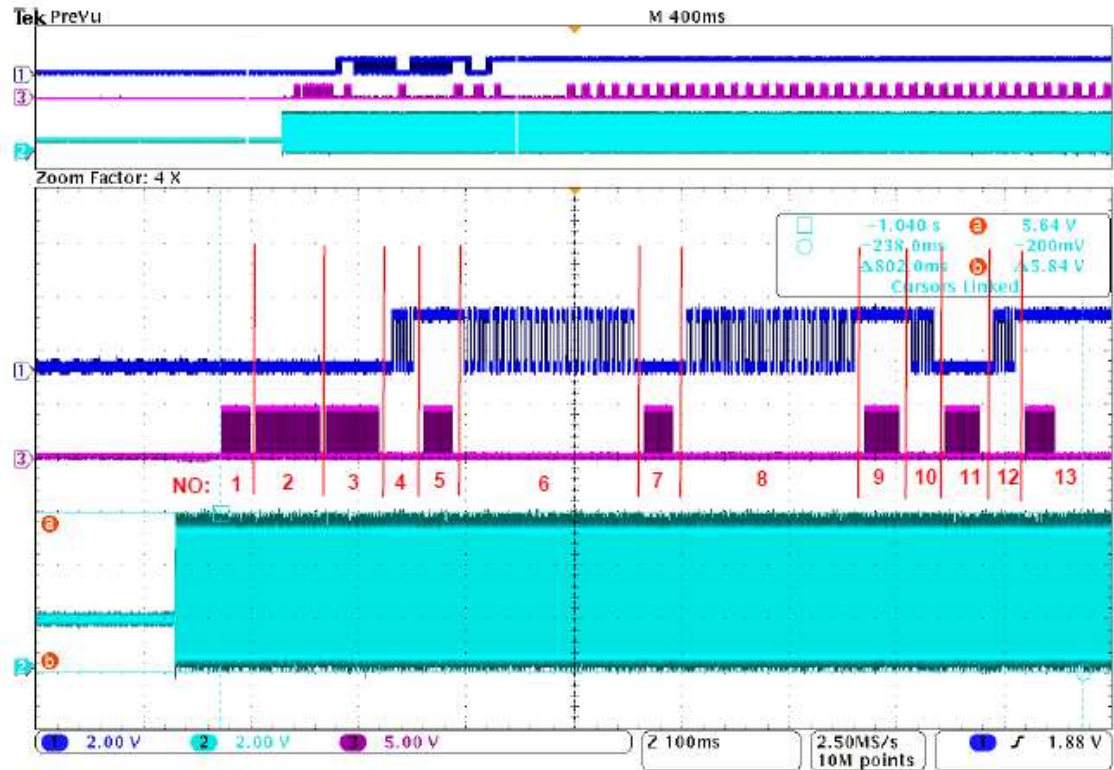 Tek PreVu M 400ms
1
3
2
Zoom Factor: 4 X
-1.040 s a 5.64 V
-238.0ms -200mV
Δ802.0ms b Δ5.84 V
Cursors Linked
1
3
NO: 1 2 3 4 5 6 7 8 9 10 11 12 13
a
b
2
1 2.00 V 2 2.00 V 3 5.00 V Z 100ms 2.50MS/s 1 1.88 V
10M points